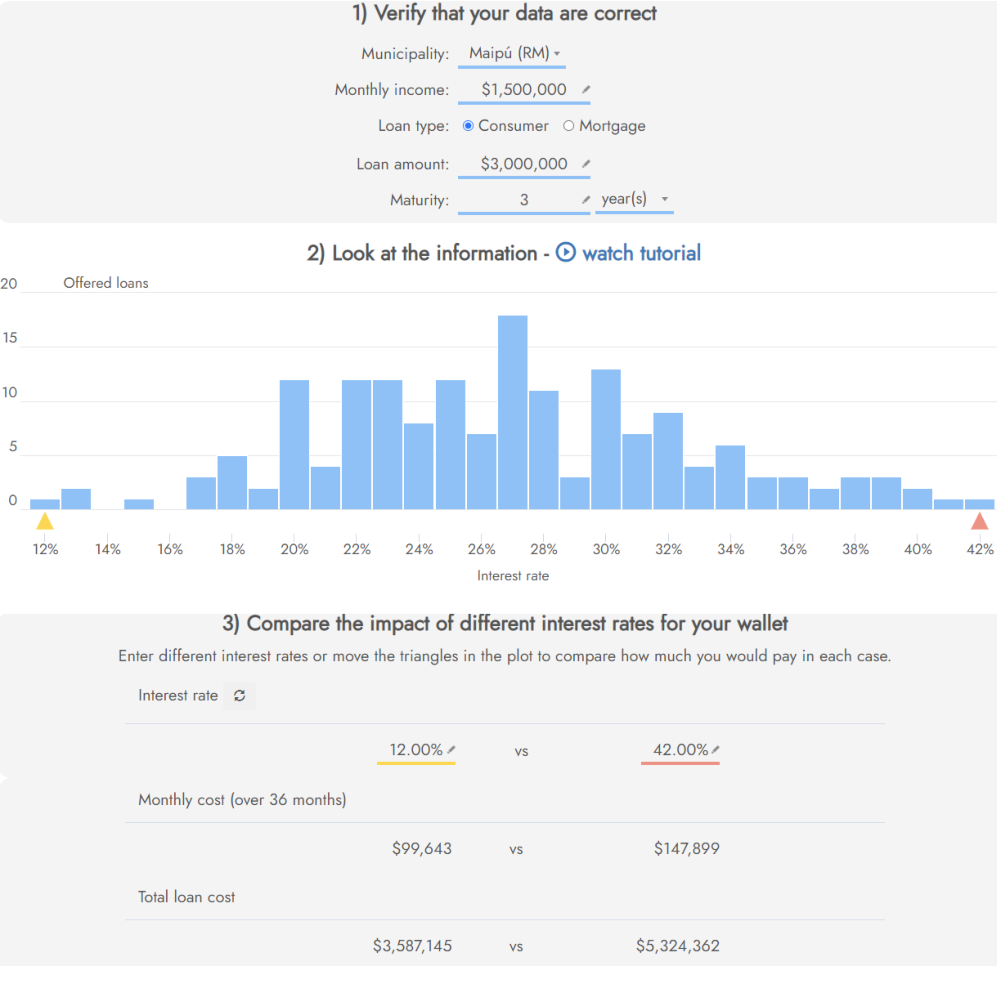 1) Verify that your data are correct
Municipality: Maipú (RM)
Monthly income: $1,500,000
Loan type: Consumer Mortgage
Loan amount: $3,000,000
Maturity: 3 year(s)
2) Look at the information - watch tutorial
20 Offered loans
15
10
5
0
12% 14% 16% 18% 20% 22% 24% 26% 28% 30% 32% 34% 36% 38% 40% 42%
Interest rate
3) Compare the impact of different interest rates for your wallet
Enter different interest rates or move the triangles in the plot to compare how much you would pay in each case.
Interest rate
12.00% vs 42.00%
Monthly cost (over 36 months)
$99,643 vs $147,899
Total loan cost
$3,587,145 vs $5,324,362